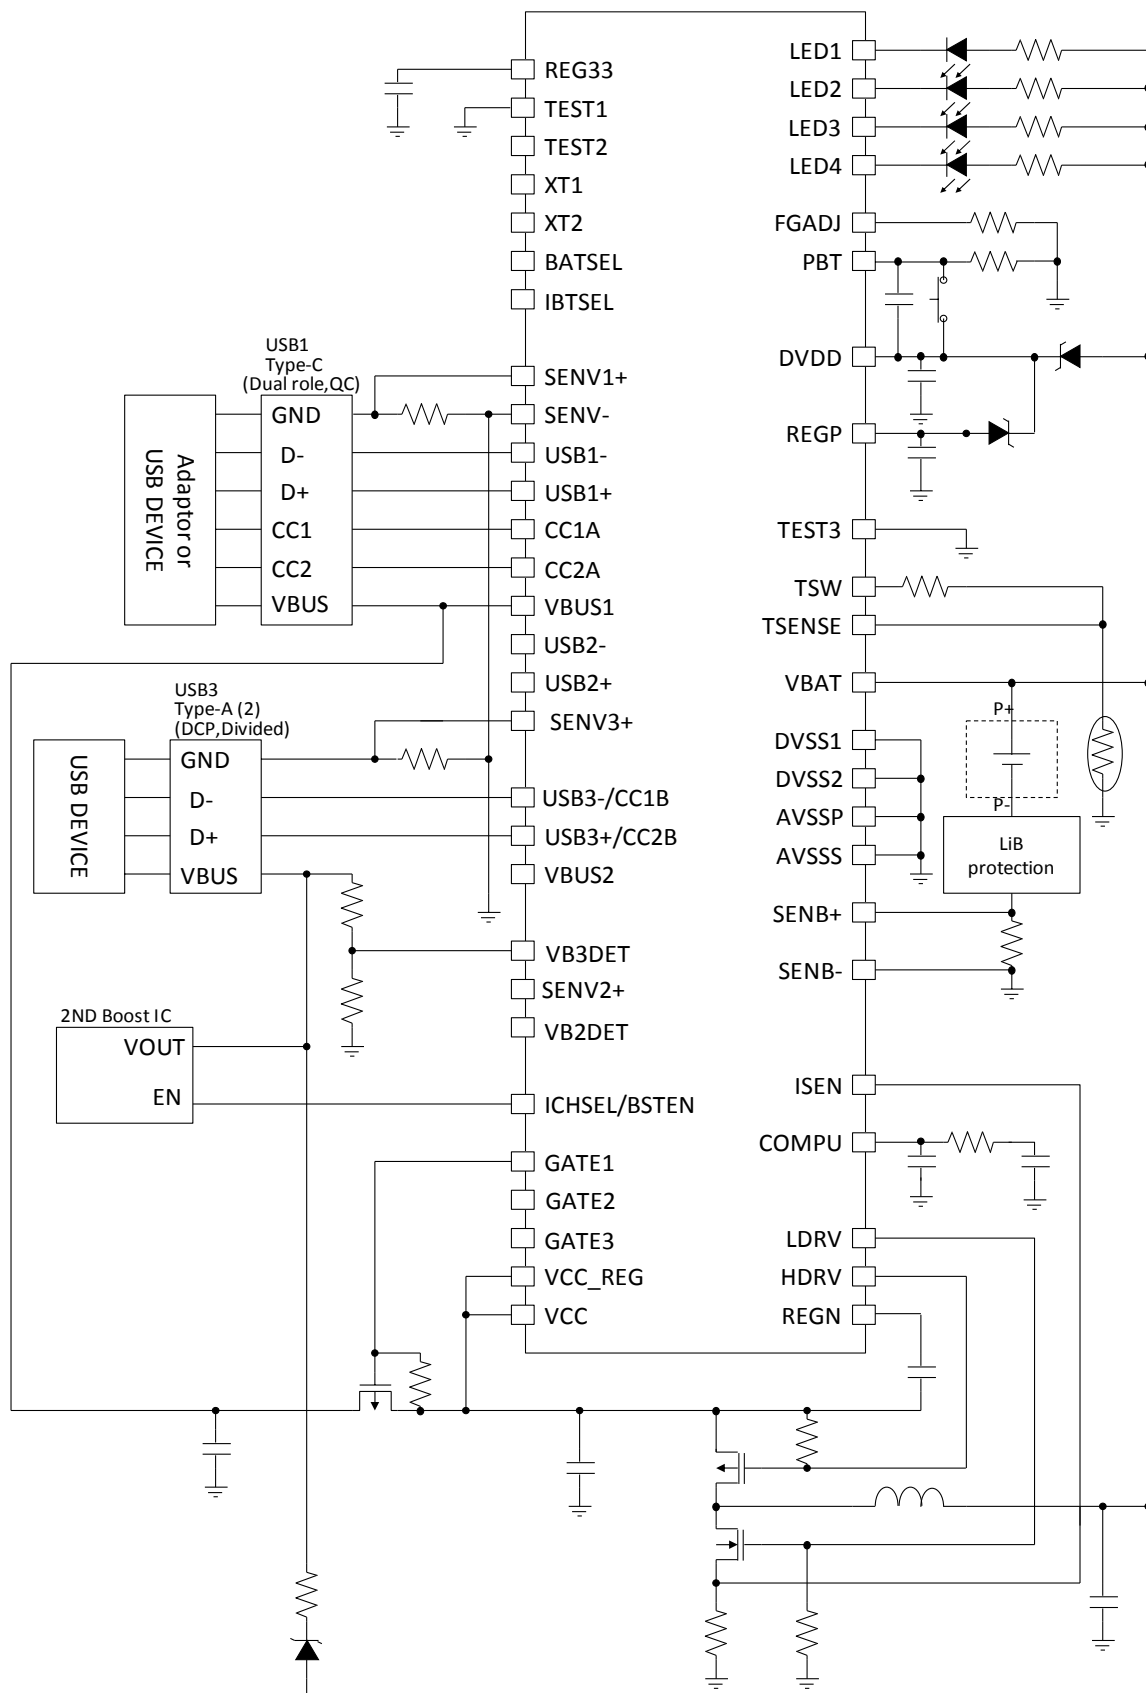 REG33
TEST1
TEST2
XT1
XT2
BATSEL
IBTSEL
SENV1+
SENV-
USB1-
USB1+
CC1A
CC2A
VBUS1
USB2-
USB2+
SENV3+
USB3-/CC1B
USB3+/CC2B
VBUS2
VB3DET
SENV2+
VB2DET
ICHSEL/BSTEN
GATE1
GATE2
GATE3
VCC_REG
VCC
LED1
LED2
LED3
LED4
FGADJ
PBT
DVDD
REGP
TEST3
TSW
TSENSE
VBAT
DVSS1
DVSS2
AVSSP
AVSSS
SENB+
SENB-
ISEN
COMPU
LDRV
HDRV
REGN
USB1
Type-C
(Dual role,QC)
GND
D-
D+
CC1
CC2
VBUS
Adaptor or
USB DEVICE
USB3
Type-A (2)
(DCP,Divided)
GND
D-
D+
VBUS
USB DEVICE
2ND Boost IC
VOUT
EN
P+
P-
LiB
protection